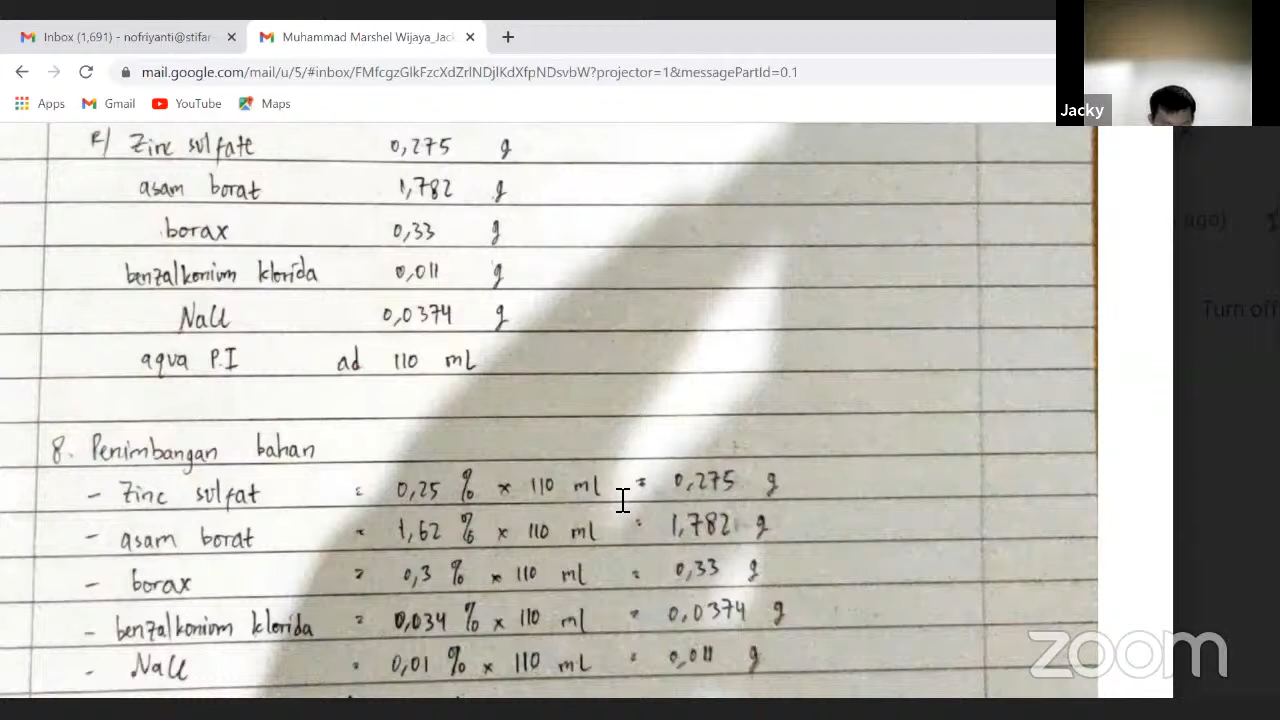 Inbox (1,691) - nofriyanti@stifar
Muhammad Marshel Wijaya_Jack
mail.google.com/mail/u/5/#inbox/FMfcgzGlkFzcXdZrlNDjlKdXfpNDsvbW?projector=1&messagePartId=0.1
Apps Gmail YouTube Maps
Jacky
R/ Zinc sulfate 0,275 g
asam borat 1,782 g
borax 0,33 g
benzalkonium klorida 0,011 g
NaCl 0,0374 g
aqua P.I ad 110 mL
8. Penimbangan bahan
- Zinc sulfat = 0,25 % x 110 ml = 0,275 g
- asam borat = 1,62 % x 110 ml = 1,782 g
- borax = 0,3 % x 110 ml = 0,33 g
- benzalkonium klorida = 0,034 % x 110 ml = 0,0374 g
- NaCl = 0,01 % x 110 ml = 0,011 g
ago)
Turn off
zoom